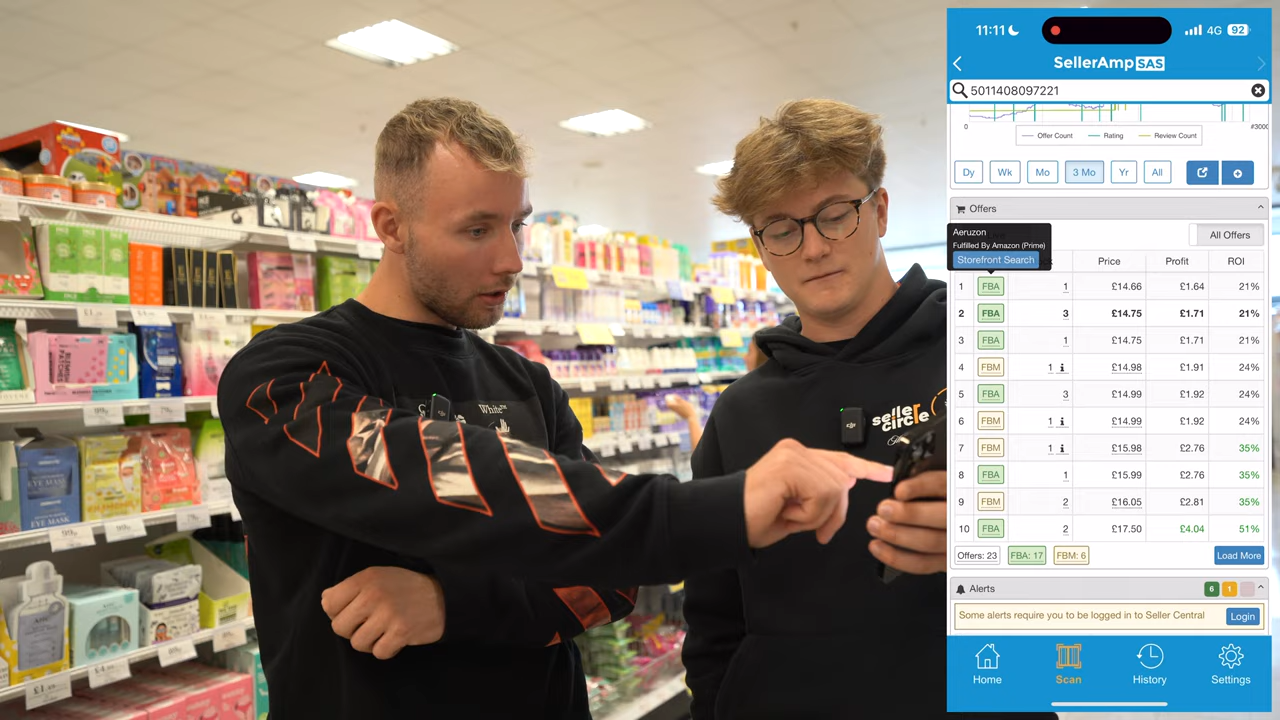 11:11
4G
92
SellerAmp SAS
5011408097221
0
#3000
Offer Count
Rating
Review Count
Dy
Wk
Mo
3 Mo
Yr
All
Offers
Aeruzon
Fulfilled By Amazon (Prime)
Storefront Search
All Offers
Price
Profit
ROI
1 FBA 1 £14.66 £1.64 21%
2 FBA 3 £14.75 £1.71 21%
3 FBA 1 £14.75 £1.71 21%
4 FBM 1 £14.98 £1.91 24%
5 FBA 3 £14.99 £1.92 24%
6 FBM 1 £14.99 £1.92 24%
7 FBM 1 £15.98 £2.76 35%
8 FBA 1 £15.99 £2.76 35%
9 FBM 2 £16.05 £2.81 35%
10 FBA 2 £17.50 £4.04 51%
Offers: 23
FBA: 17
FBM: 6
Load More
Alerts
6
1
Some alerts require you to be logged in to Seller Central
Login
Home
Scan
History
Settings
White™
seller
circle
EYE MASK
EYE MASK